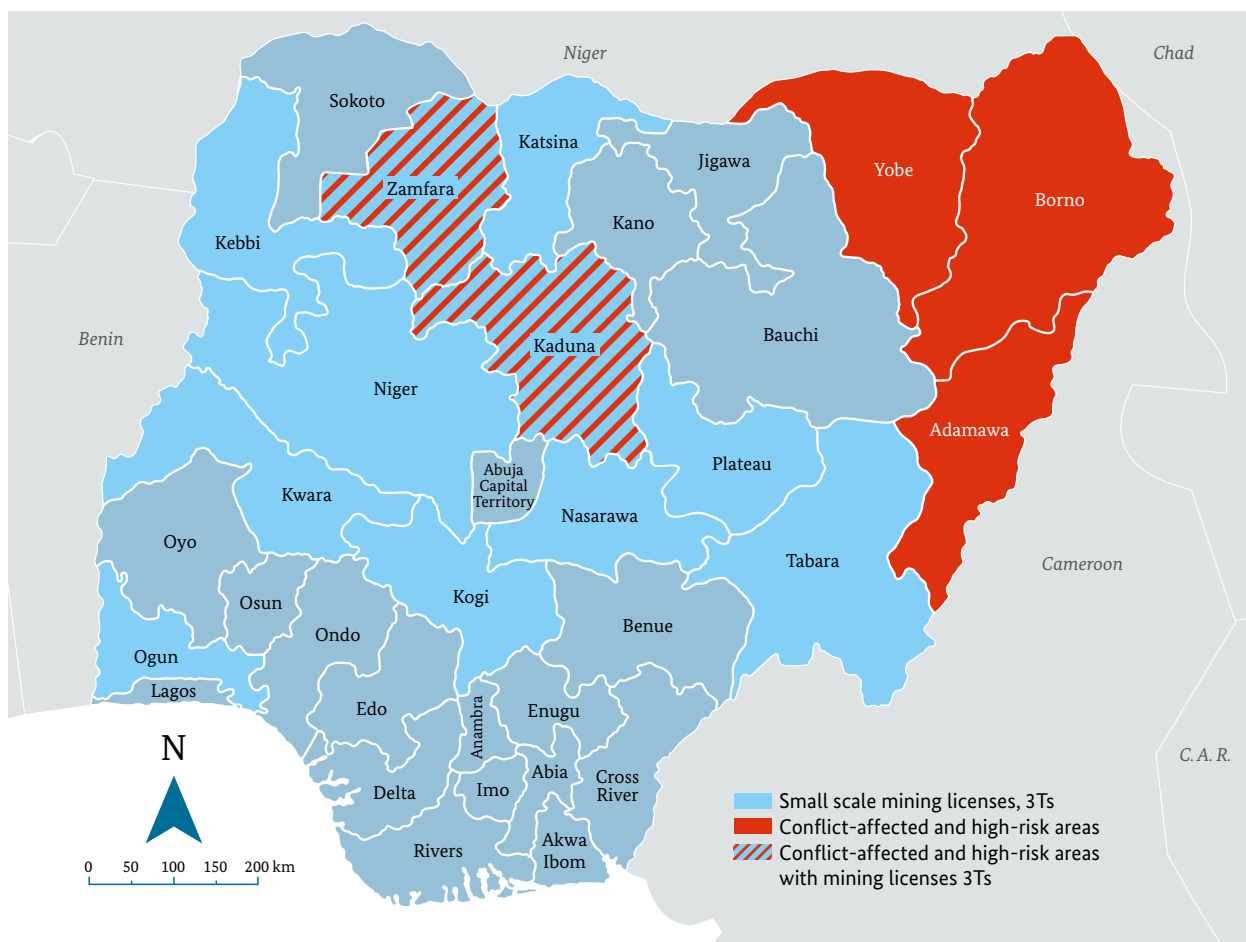 Niger
Chad
Sokoto
Katsina
Jigawa
Yobe
Zamfara
Borno
Kano
Kebbi
Benin
Kaduna
Bauchi
Niger
Adamawa
Plateau
Abuja
Capital
Territory
Kwara
Nasarawa
Oyo
Tabara
Cameroon
Kogi
Osun
Benue
Ondo
Ogun
Lagos
Edo
Enugu
Anambra
N
C. A. R.
Abia
Cross
River
Imo
Delta
Akwa
Ibom
Rivers
0 50 100 150 200 km
Small scale mining licenses, 3Ts
Conflict-affected and high-risk areas
Conflict-affected and high-risk areas
with mining licenses 3Ts